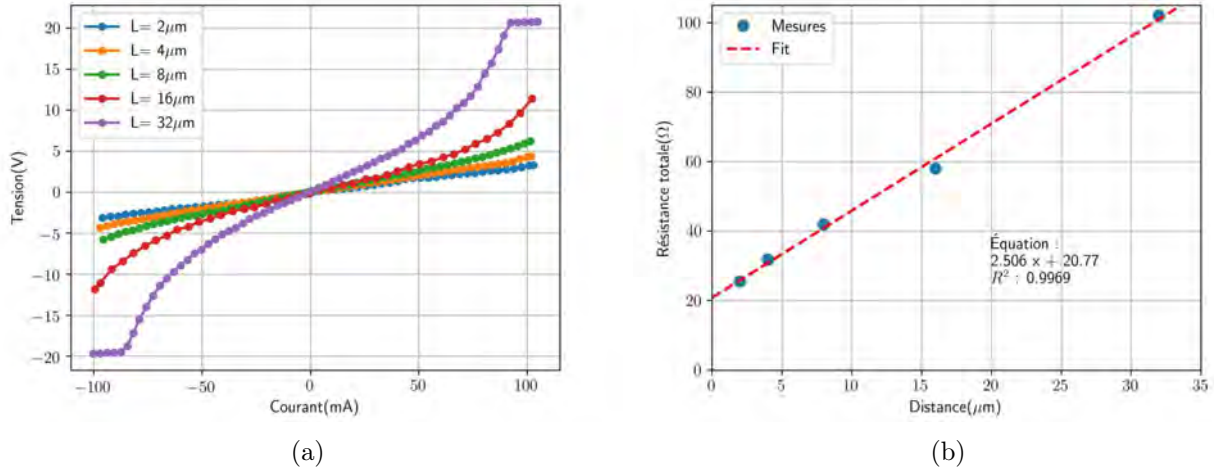 20
15
10
5
0
−5
−10
−15
−20
Tension(V)
L= 2μm
L= 4μm
L= 8μm
L= 16μm
L= 32μm
−100
−50
0
50
100
Courant(mA)
(a)
100
80
60
40
20
0
Résistance totale(Ω)
Mesures
Fit
Équation :
2.506 x + 20.77
R² : 0.9969
0
5
10
15
20
25
30
35
Distance(μm)
(b)